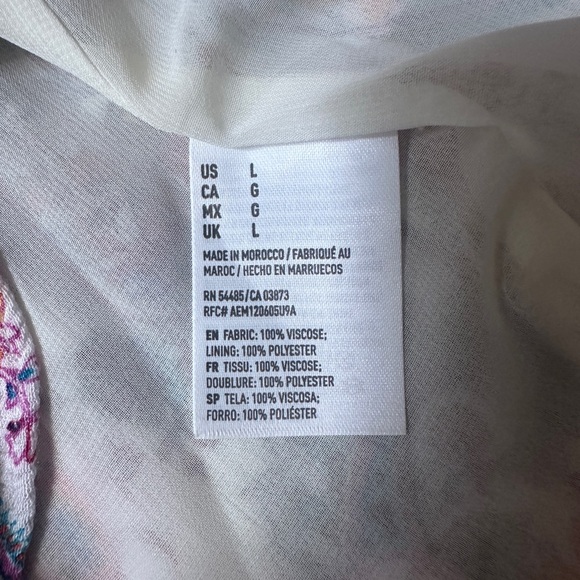 US L
CA G
MX G
UK L
MADE IN MOROCCO / FABRIQUÉ AU
MAROC / HECHO EN MARRUECOS
RN 54485/CA 03873
RFC# AEM120605U9A
EN FABRIC: 100% VISCOSE;
LINING: 100% POLYESTER
FR TISSU: 100% VISCOSE;
DOUBLURE: 100% POLYESTER
SP TELA: 100% VISCOSA;
FORRO: 100% POLIÉSTER